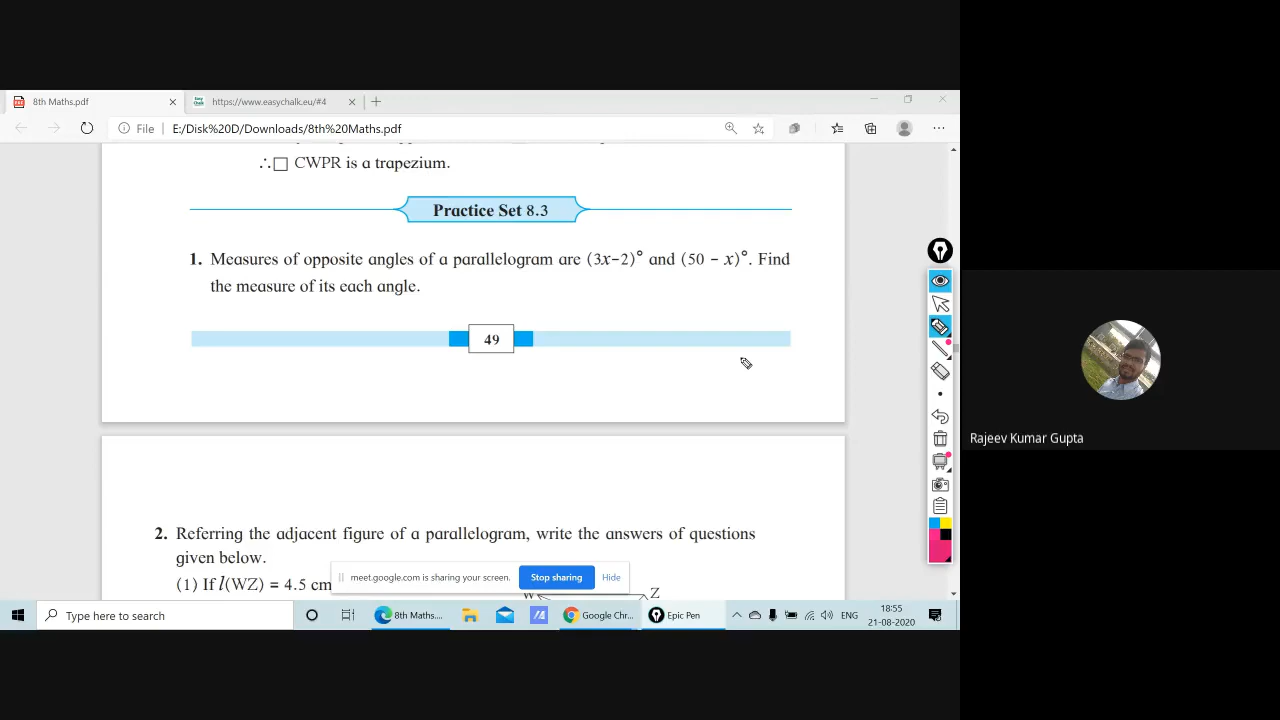 8th Maths.pdf
https://www.easychalk.eu/#4
File E:/Disk%20D/Downloads/8th%20Maths.pdf
∴□ CWPR is a trapezium.
Practice Set 8.3
1. Measures of opposite angles of a parallelogram are (3x-2)° and (50 - x)°. Find
the measure of its each angle.
49
Rajeev Kumar Gupta
2. Referring the adjacent figure of a parallelogram, write the answers of questions
given below.
(1) If l(WZ) = 4.5 cm
meet.google.com is sharing your screen. Stop sharing Hide
W Z
Type here to search
8th Maths....
Google Chr...
Epic Pen
ENG
18:55
21-08-2020